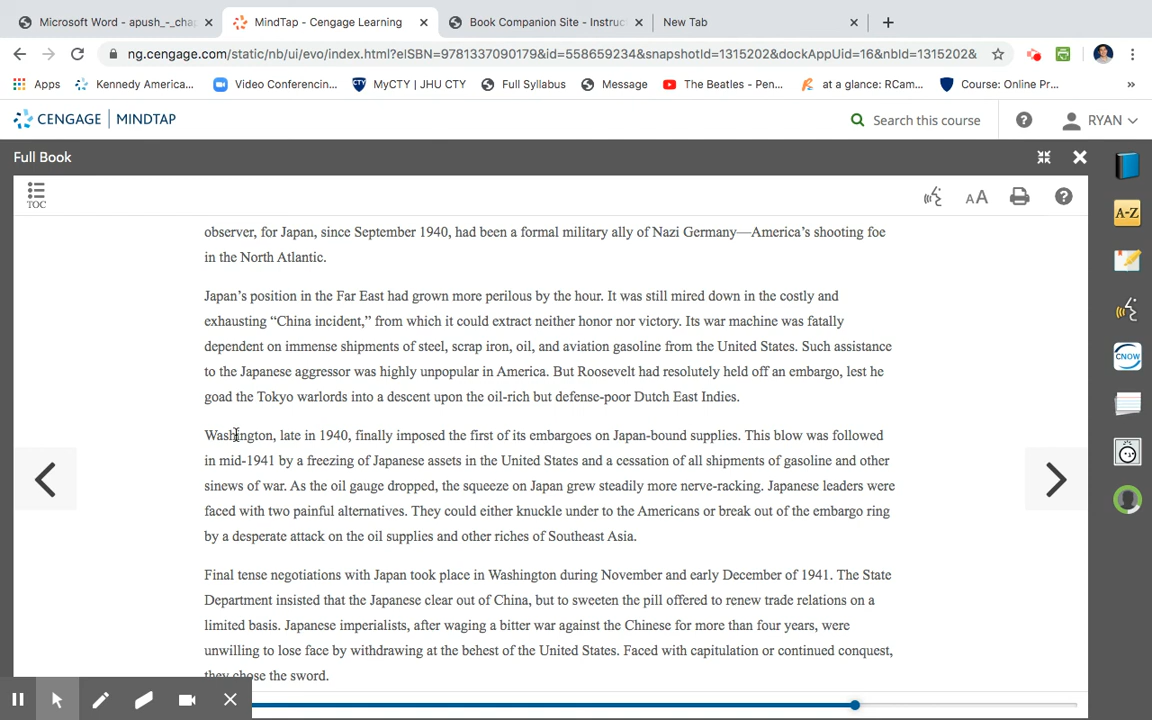 Microsoft Word - apush_-_cha
MindTap - Cengage Learning
Book Companion Site - Instruc
New Tab
ng.cengage.com/static/nb/ui/evo/index.html?eISBN=9781337090179&id=558659234&snapshotId=1315202&dockAppUid=16&nbId=1315202&
Apps
Kennedy America...
Video Conferencin...
MyCTY | JHU CTY
Full Syllabus
Message
The Beatles - Pen...
at a glance: RCam...
Course: Online Pr...
»
CENGAGE | MINDTAP
Search this course
RYAN
Full Book
TOC
AA
A-Z
CNOW
observer, for Japan, since September 1940, had been a formal military ally of Nazi Germany—America's shooting foe
in the North Atlantic.
Japan's position in the Far East had grown more perilous by the hour. It was still mired down in the costly and
exhausting “China incident,” from which it could extract neither honor nor victory. Its war machine was fatally
dependent on immense shipments of steel, scrap iron, oil, and aviation gasoline from the United States. Such assistance
to the Japanese aggressor was highly unpopular in America. But Roosevelt had resolutely held off an embargo, lest he
goad the Tokyo warlords into a descent upon the oil-rich but defense-poor Dutch East Indies.
Washington, late in 1940, finally imposed the first of its embargoes on Japan-bound supplies. This blow was followed
in mid-1941 by a freezing of Japanese assets in the United States and a cessation of all shipments of gasoline and other
sinews of war. As the oil gauge dropped, the squeeze on Japan grew steadily more nerve-racking. Japanese leaders were
faced with two painful alternatives. They could either knuckle under to the Americans or break out of the embargo ring
by a desperate attack on the oil supplies and other riches of Southeast Asia.
Final tense negotiations with Japan took place in Washington during November and early December of 1941. The State
Department insisted that the Japanese clear out of China, but to sweeten the pill offered to renew trade relations on a
limited basis. Japanese imperialists, after waging a bitter war against the Chinese for more than four years, were
unwilling to lose face by withdrawing at the behest of the United States. Faced with capitulation or continued conquest,
they chose the sword.